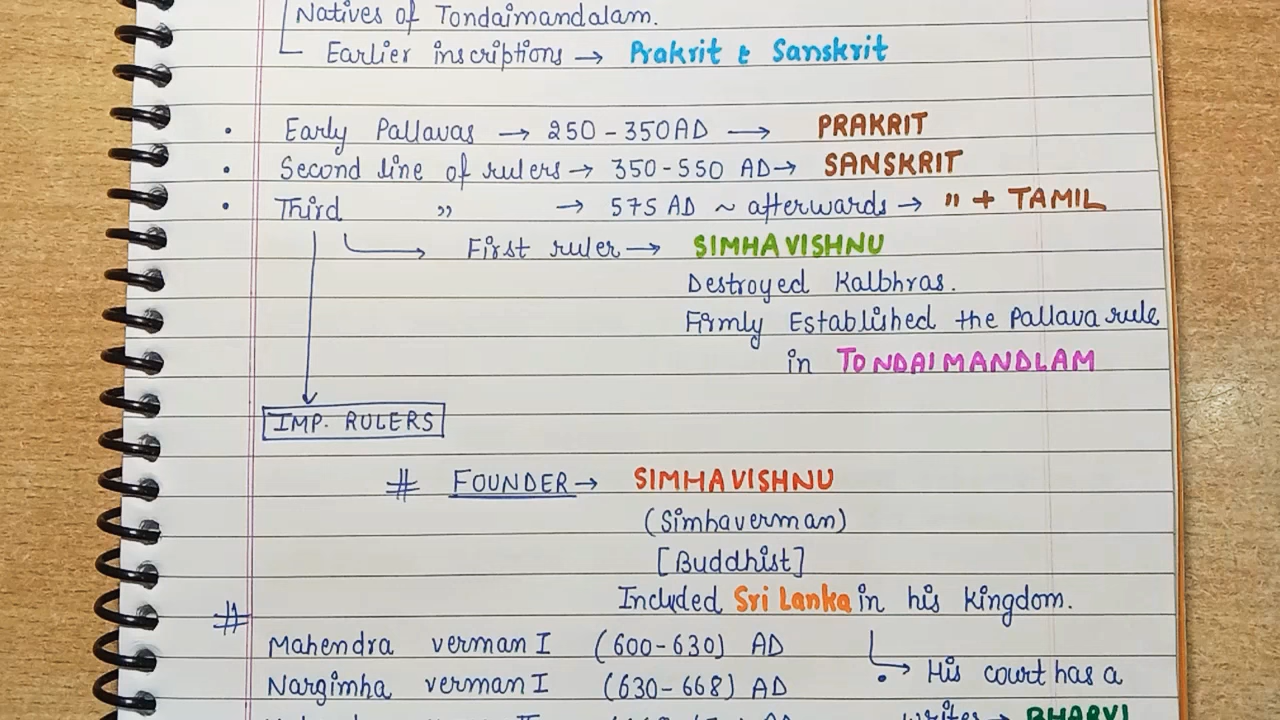 Natives of Tondaimandalam.
Earlier inscriptions → Prakrit & Sanskrit
• Early Pallavas → 250-350AD → PRAKRIT
• Second line of rulers → 350-550 AD → SANSKRIT
• Third " → 575 AD ~ afterwards → " + TAMIL
First ruler → SIMHAVISHNU
Destroyed Kalbhras.
Firmly Established the Pallava rule
in TONDAIMANDLAM
IMP. RULERS
# FOUNDER → SIMHAVISHNU
(Simhaverman)
[Buddhist]
Included Sri Lanka in his kingdom.
#
Mahendra verman I (600-630) AD
• His court has a
Nargimha verman I (630-668) AD
writer → BHARVI